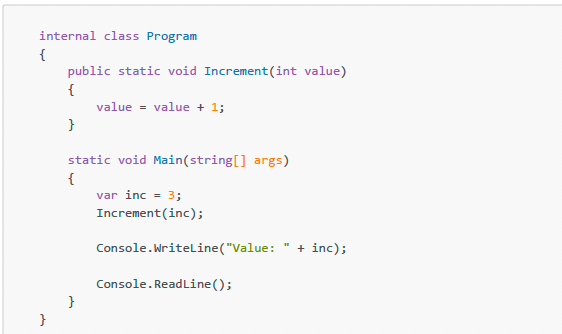 internal class Program
{
public static void Increment(int value)
{
value = value + 1;
}
static void Main(string[] args)
{
var inc = 3;
Increment(inc);
Console.WriteLine("Value: " + inc);
Console.ReadLine();
}
}